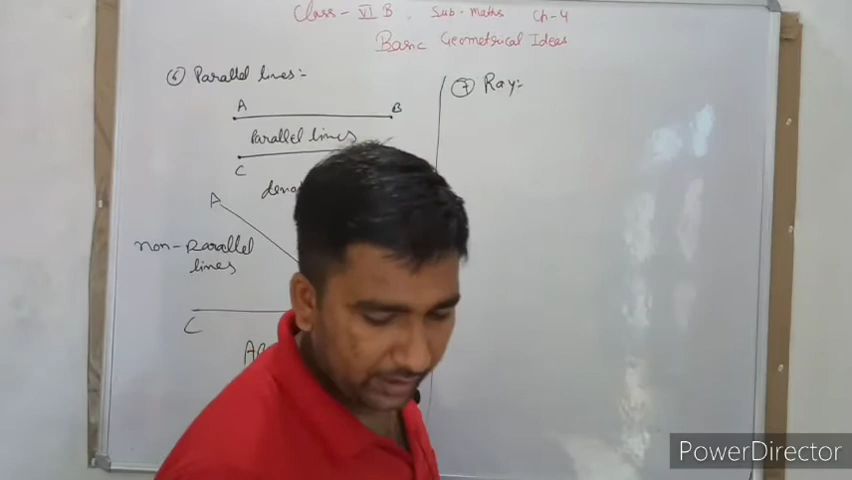 Class - VI B, Sub - Maths Ch-4
Basic Geometrical Ideas
⑥ Parallel lines:-
A B
Parallel lines
C
A
non-Parallel
lines
C
⑦ Ray:-
PowerDirector